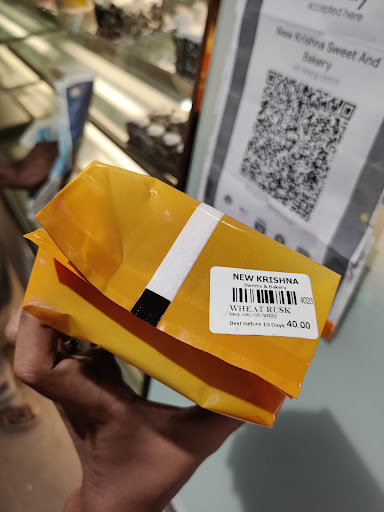 accepted here
New Krishna Sweet And
Bakery
NEW KRISHNA
Sweets & Bakery
4023
WHEAT RUSK
Best before 10 Days 40.00